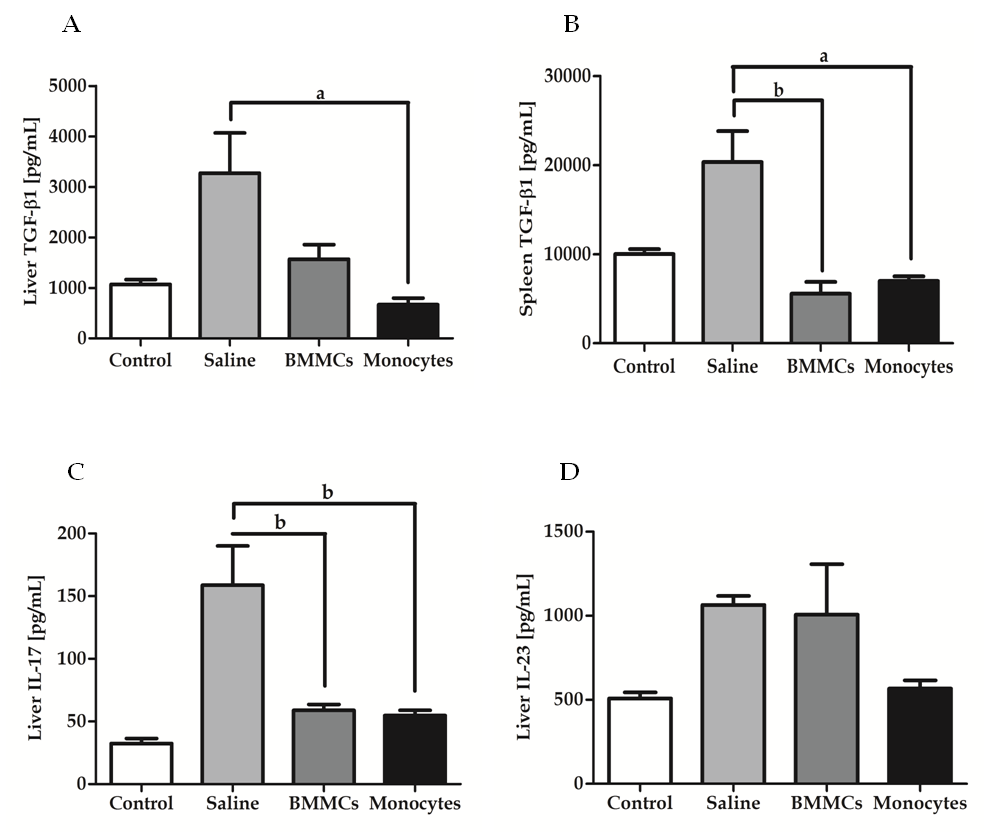 A
Liver TGF-β1 [pg/mL]
5000
4000
3000
2000
1000
0
a
Control Saline BMMCs Monocytes
B
Spleen TGF-β1 [pg/mL]
30000
20000
10000
0
a
b
Control Saline BMMCs Monocytes
C
Liver IL-17 [pg/mL]
200
150
100
50
0
b
b
Control Saline BMMCs Monocytes
D
Liver IL-23 [pg/mL]
1500
1000
500
0
Control Saline BMMCs Monocytes